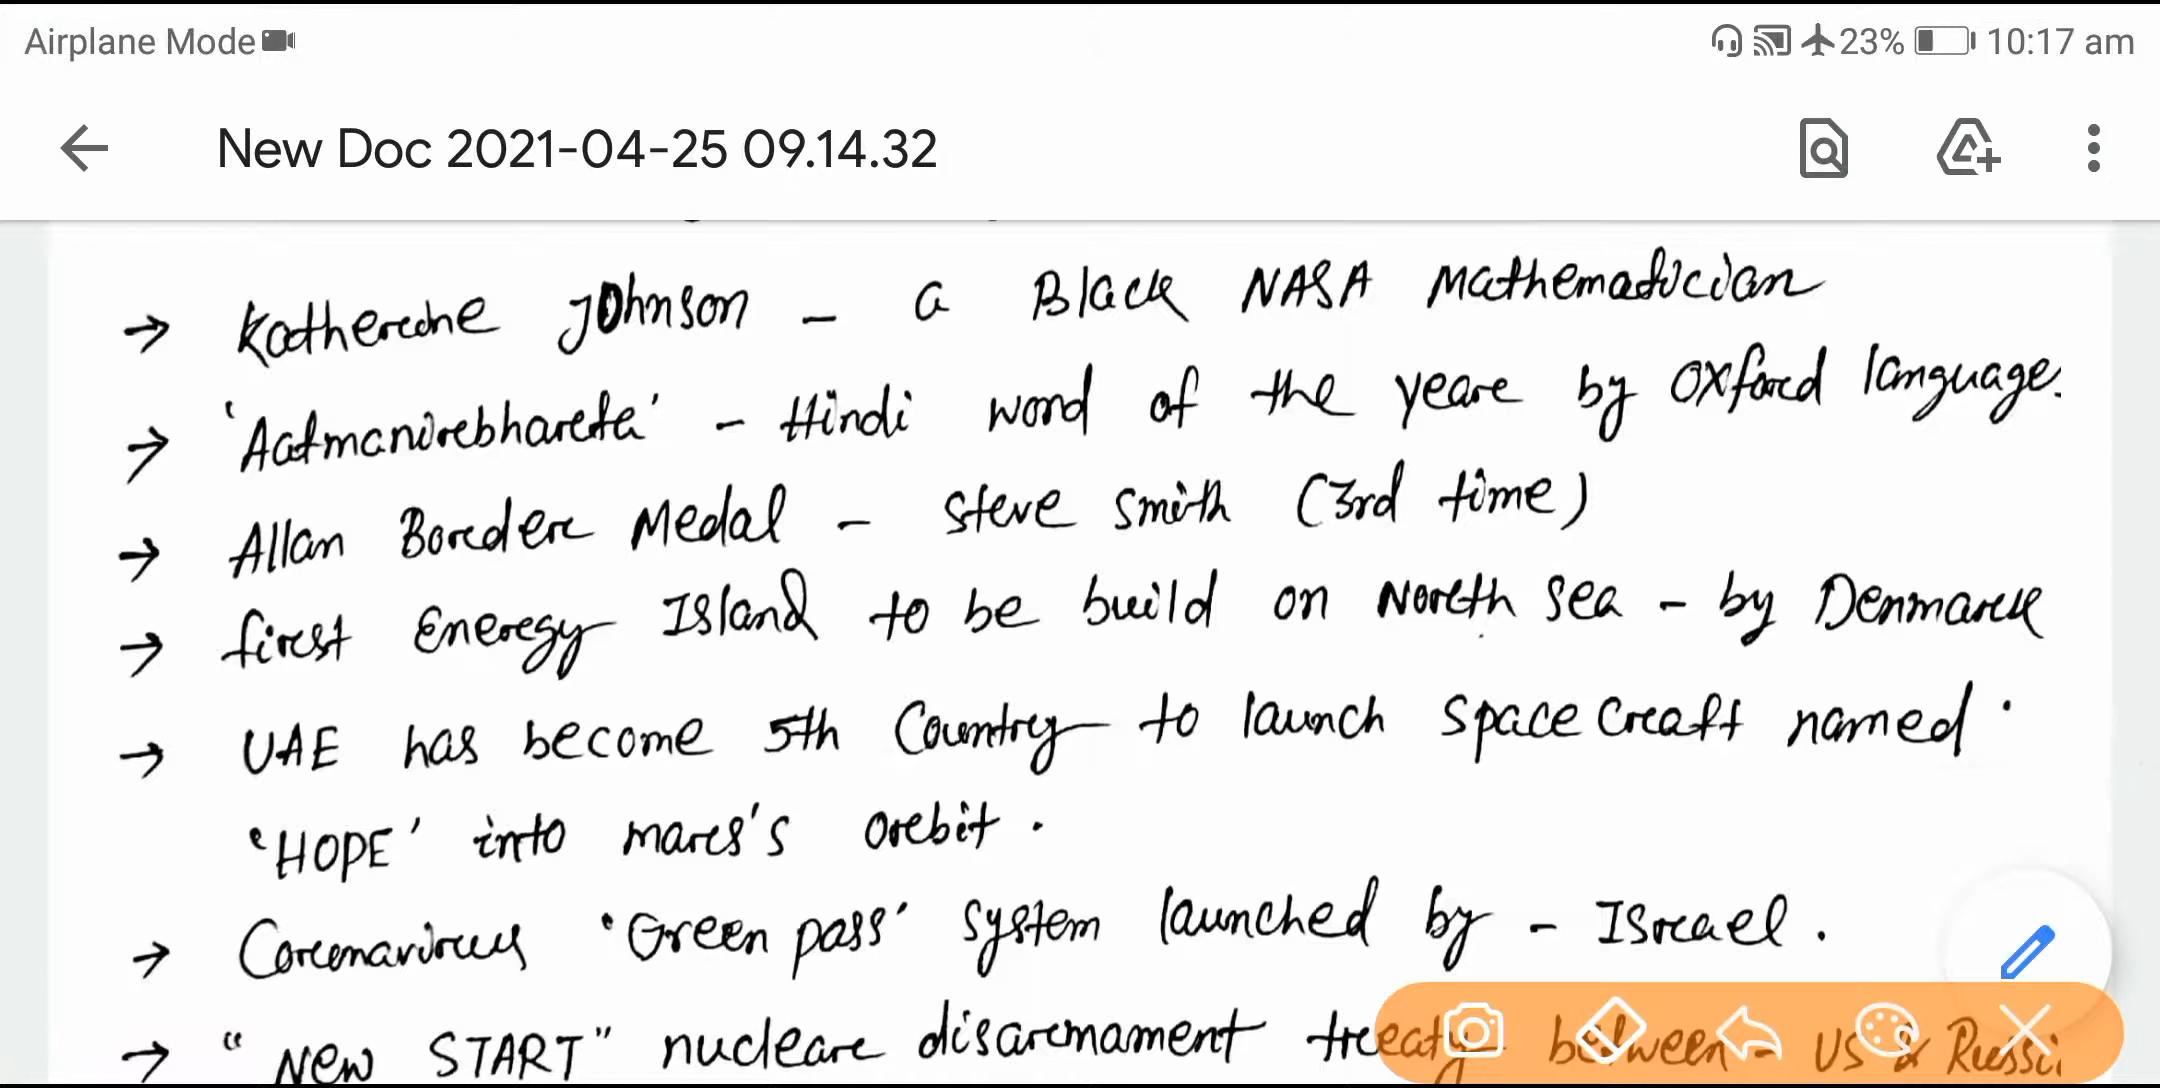 Airplane Mode 23% 10:17 am
New Doc 2021-04-25 09.14.32
→ Katherine Johnson - a Black NASA Mathematician
→ 'Aatmanirbharta' - Hindi word of the year by Oxford language.
→ Allan Border Medal - Steve Smith (3rd time)
→ first Energy Island to be build on North Sea - by Denmark
→ UAE has become 5th Country to launch spacecraft named
'HOPE' into mars's orbit.
→ Coronavirus 'Green pass' system launched by - Israel.
→ "New START" nuclear disarmament treaty between - US & Russi